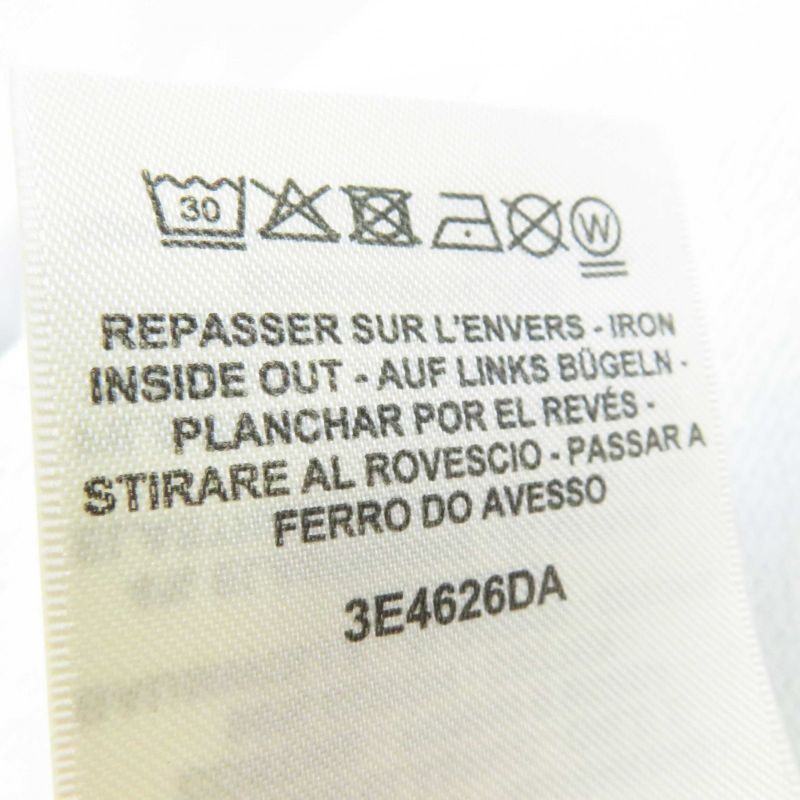 30 W
REPASSER SUR L'ENVERS - IRON
INSIDE OUT - AUF LINKS BÜGELN -
PLANCHAR POR EL REVÉS -
STIRARE AL ROVESCIO - PASSAR A
FERRO DO AVESSO
3E4626DA